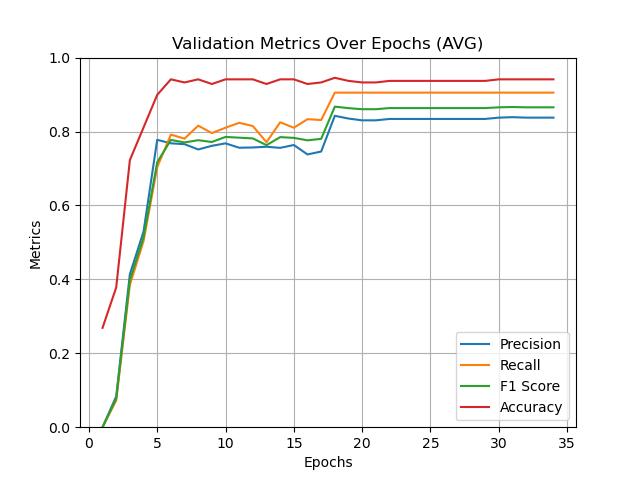 Validation Metrics Over Epochs (AVG)
1.0
0.8
0.6
0.4
0.2
0.0
Metrics
0 5 10 15 20 25 30 35
Epochs
Precision
Recall
F1 Score
Accuracy